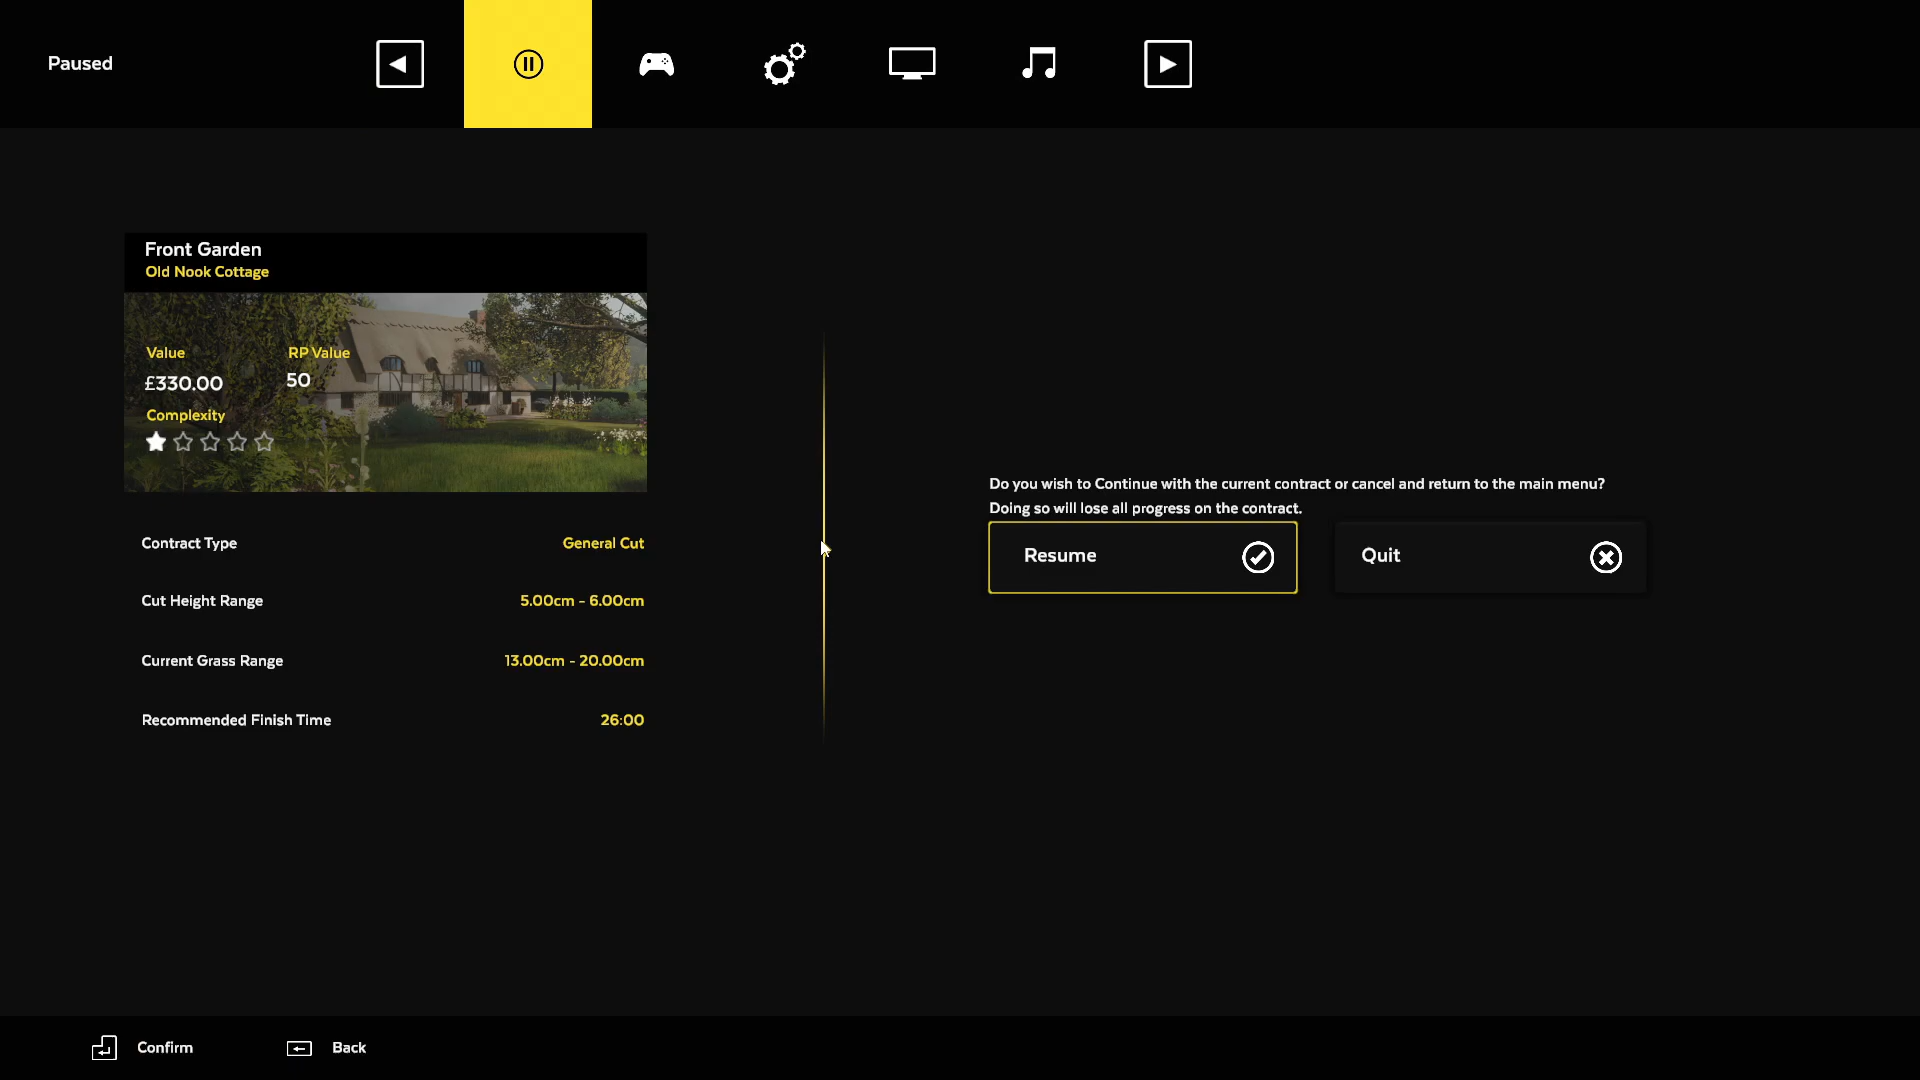 Paused
Front Garden
Old Nook Cottage
Value
RP Value
£330.00
50
Complexity
Contract Type
General Cut
Cut Height Range
5.00cm - 6.00cm
Current Grass Range
13.00cm - 20.00cm
Recommended Finish Time
26:00
Do you wish to Continue with the current contract or cancel and return to the main menu?
Doing so will lose all progress on the contract.
Resume
Quit
Confirm
Back